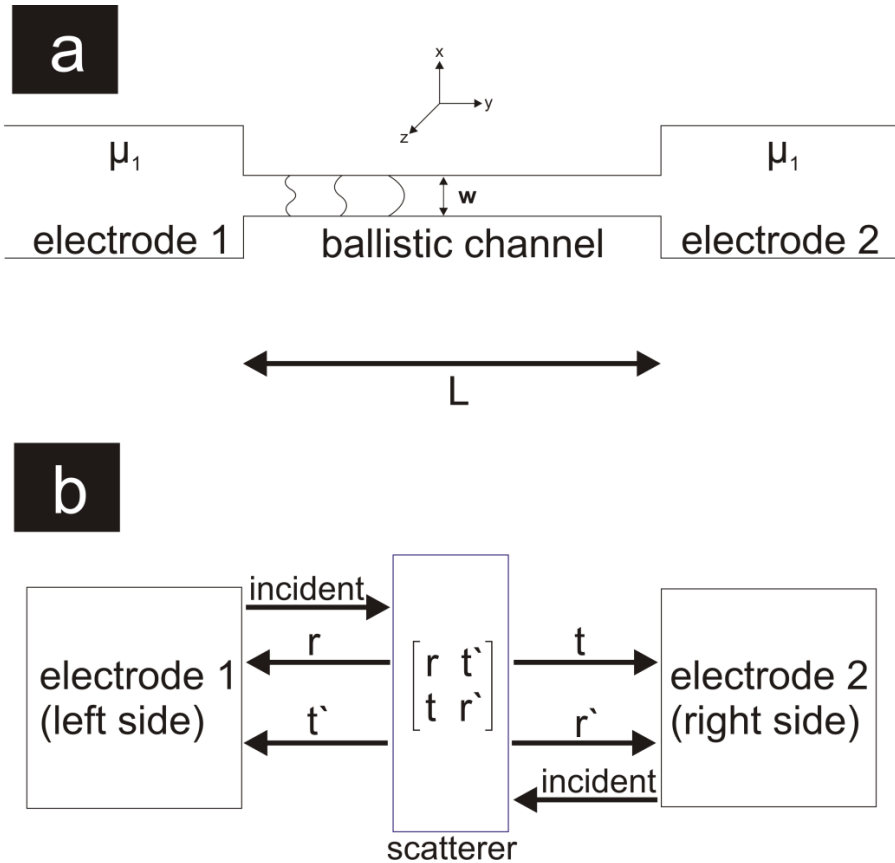 a
x
y
z
μ₁ μ₁
w
electrode 1 ballistic channel electrode 2
L
b
incident
r t
electrode 1 [r t` electrode 2
(left side) t r`] (right side)
t` r`
incident
scatterer